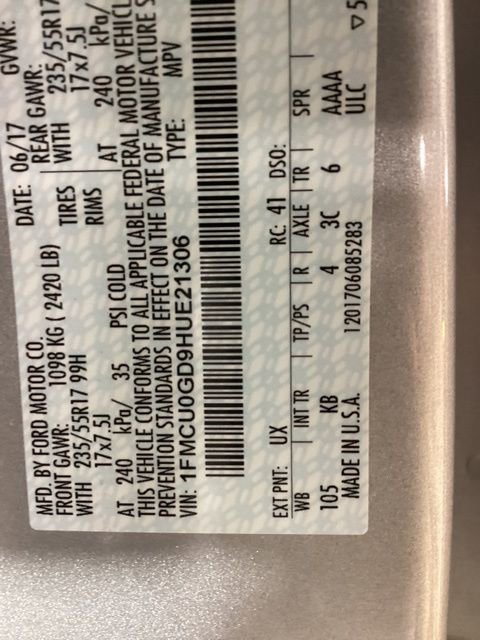 MFD. BY FORD MOTOR CO. DATE: 06/17 GVWR:
FRONT GAWR: 1098 KG ( 2420 LB) REAR GAWR:
WITH 235/55R17 99H TIRES WITH 235/55R17
17x7.5J RIMS 17x7.5J
AT 240 kPa/ 35 PSI COLD AT 240 kPa/
THIS VEHICLE CONFORMS TO ALL APPLICABLE FEDERAL MOTOR VEHICL
PREVENTION STANDARDS IN EFFECT ON THE DATE OF MANUFACTURE S
VIN: 1FMCU0GD9HUE21306 TYPE: MPV
EXT PNT: UX RC: 41 DSO:
WB | INT TR | TP/PS | R | AXLE | TR | SPR
105 KB 4 3C 6 AAAA
MADE IN U.S.A. 1201706085283 ULC
▽5